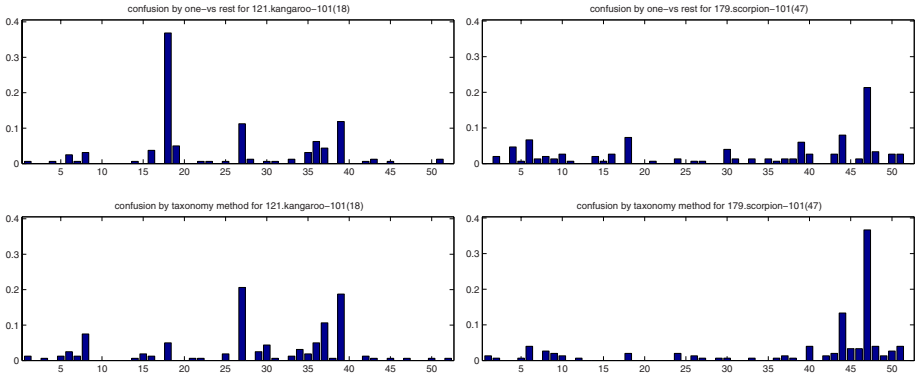 confusion by one−vs rest for 121.kangaroo−101(18)
0.4
0.3
0.2
0.1
0
5 10 15 20 25 30 35 40 45 50
confusion by one−vs rest for 179.scorpion−101(47)
0.4
0.3
0.2
0.1
0
5 10 15 20 25 30 35 40 45 50
confusion by taxonomy method for 121.kangaroo−101(18)
0.4
0.3
0.2
0.1
0
5 10 15 20 25 30 35 40 45 50
confusion by taxonomy method for 179.scorpion−101(47)
0.4
0.3
0.2
0.1
0
5 10 15 20 25 30 35 40 45 50